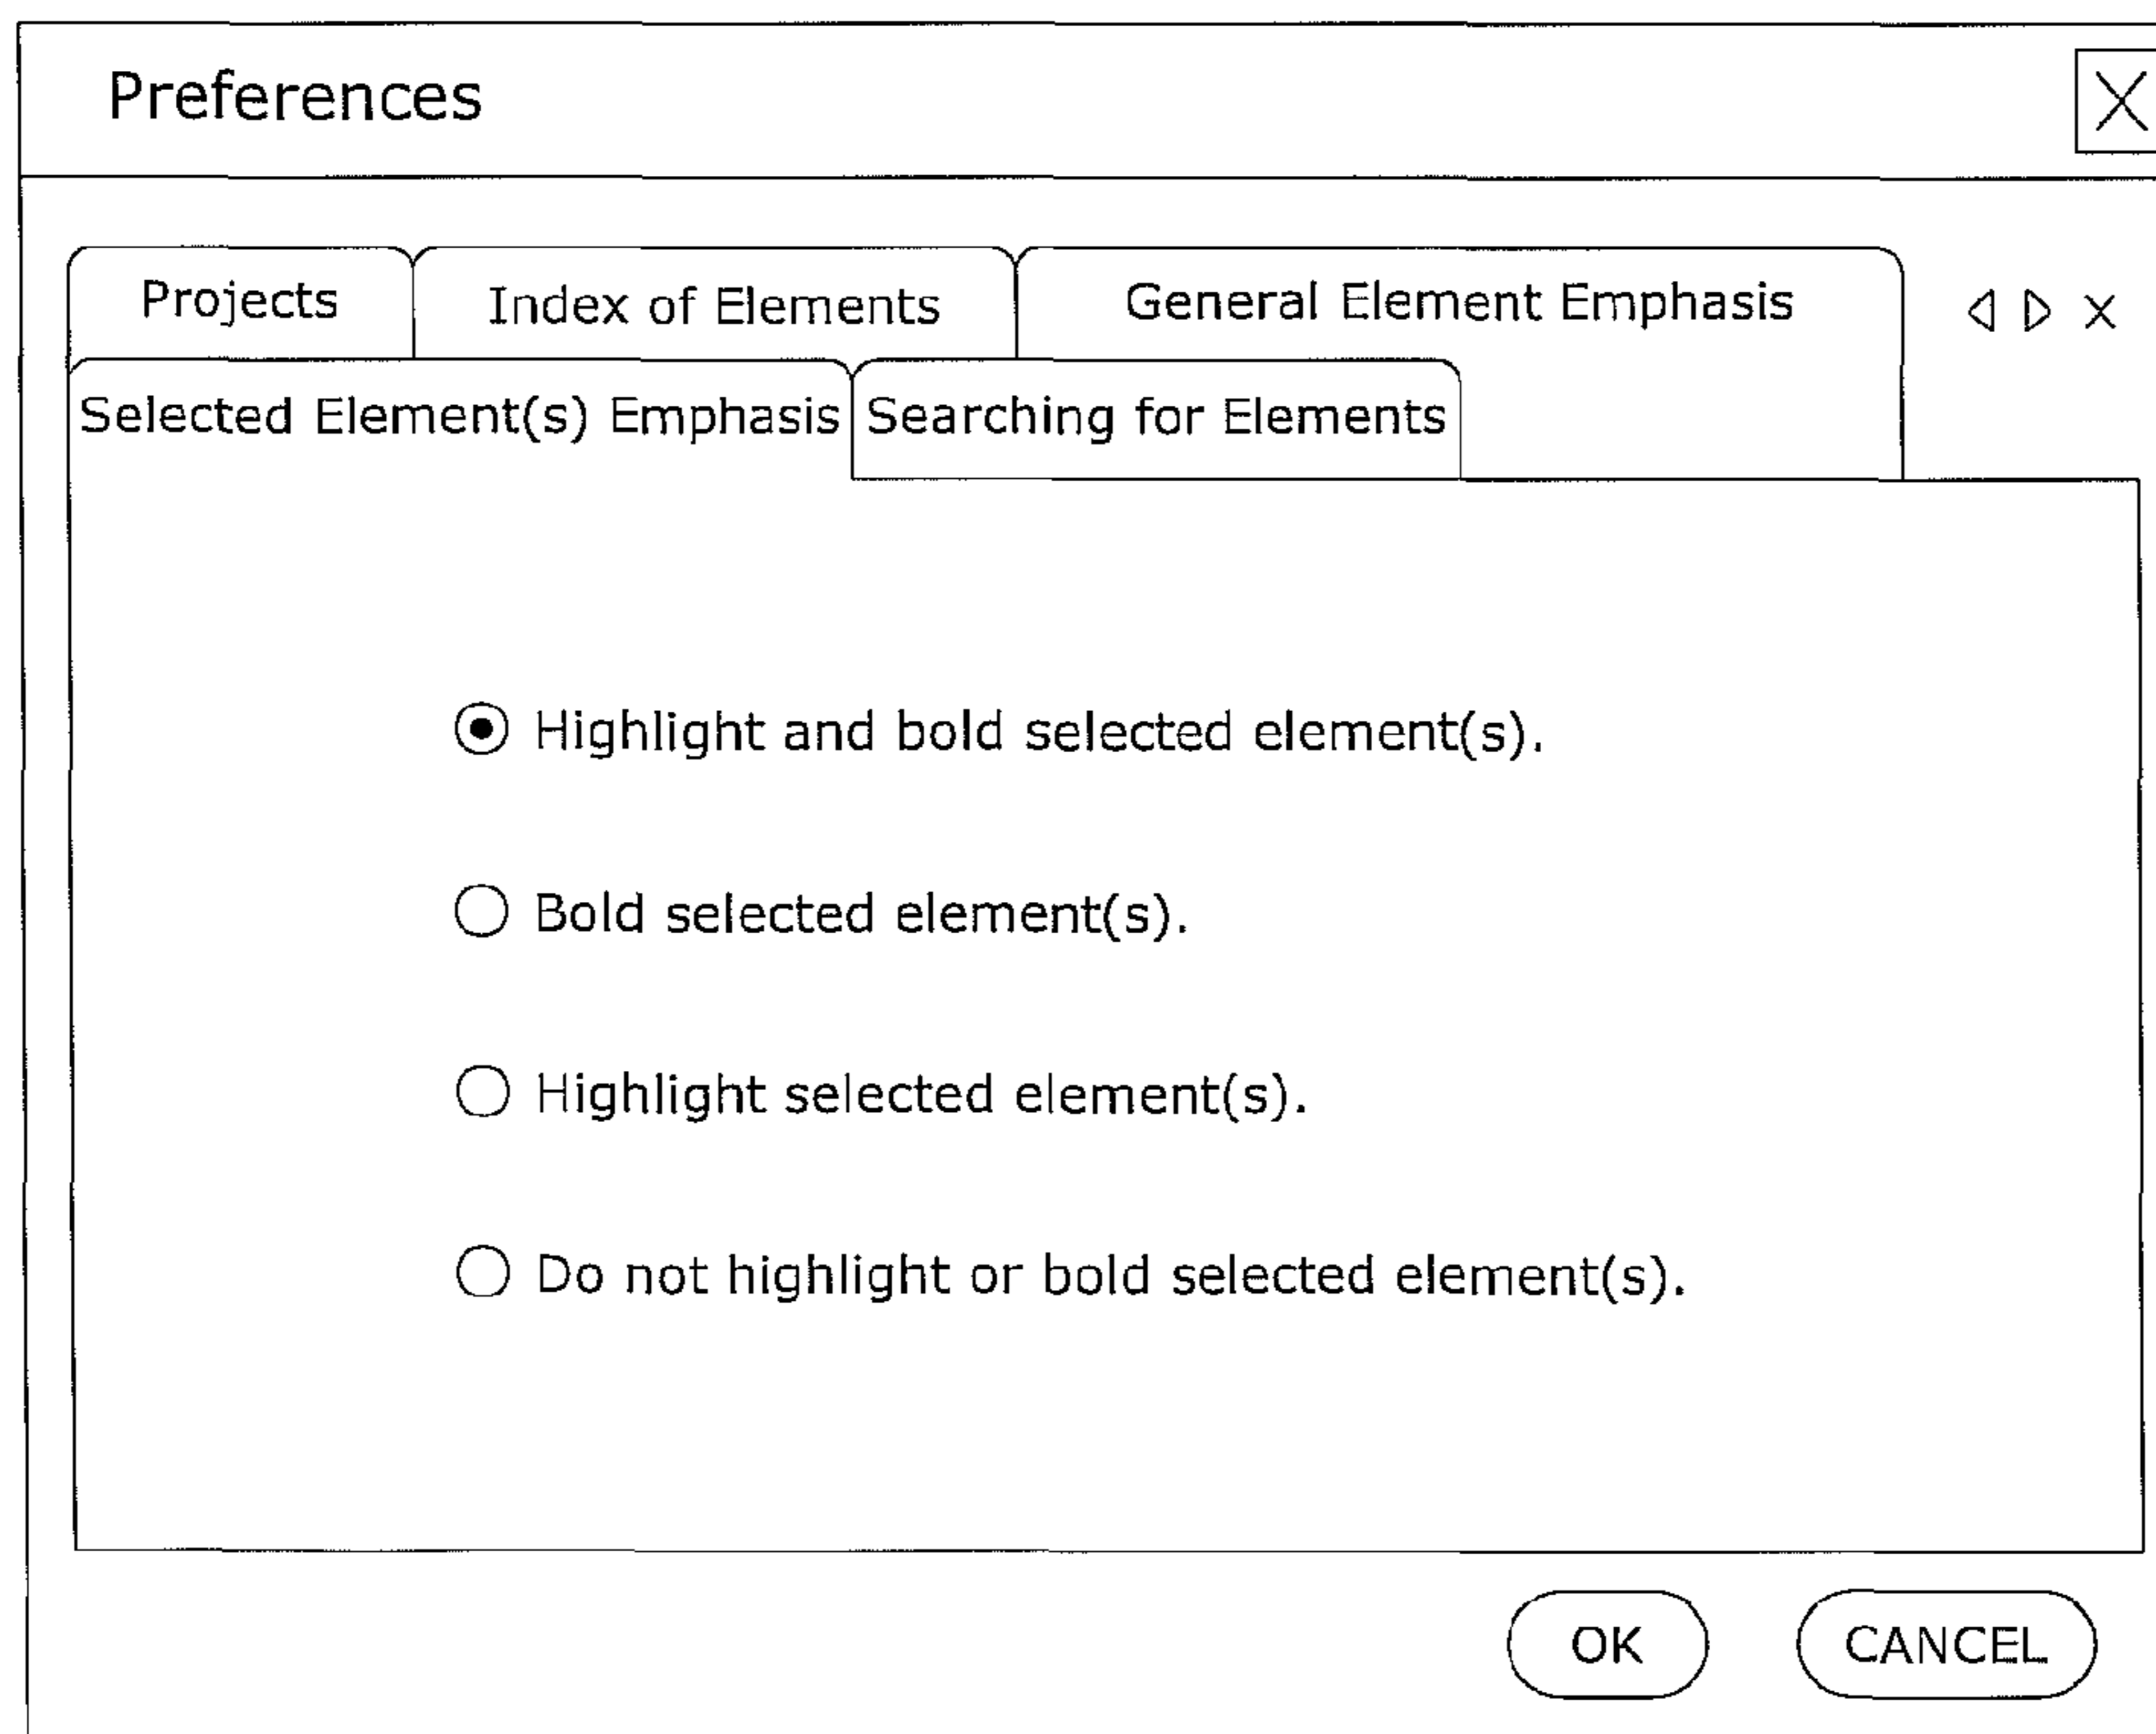 Preferences
Projects Index of Elements General Element Emphasis
Selected Element(s) Emphasis Searching for Elements
Highlight and bold selected element(s).
Bold selected element(s).
Highlight selected element(s).
Do not highlight or bold selected element(s).
OK CANCEL